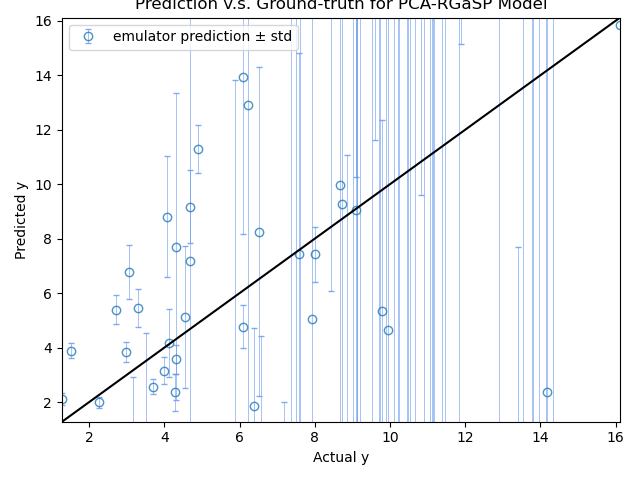 Prediction v.s. Ground-truth for PCA-RGaSP Model
emulator prediction ± std
16
14
12
10
8
6
4
2
Predicted y
2 4 6 8 10 12 14 16
Actual y